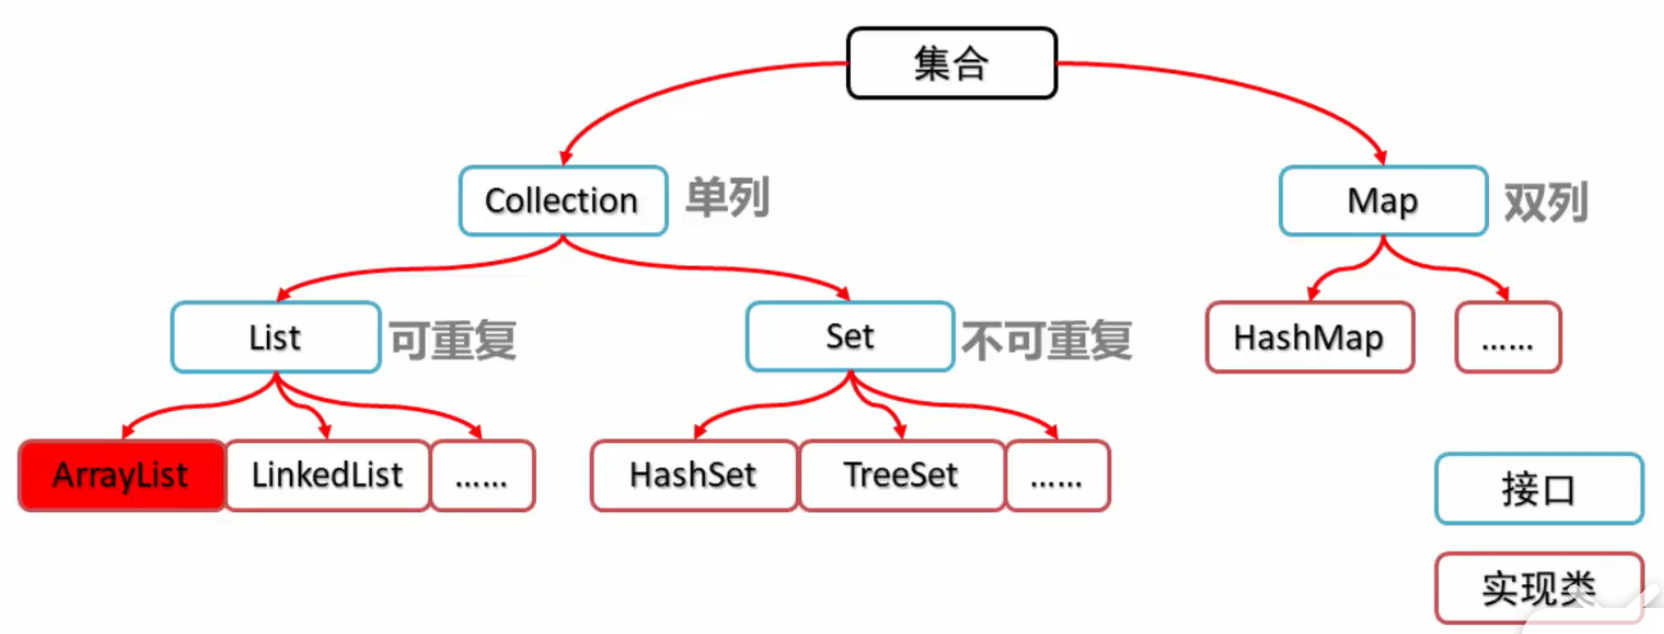 集合
Collection 单列
Map 双列
List 可重复
Set 不可重复
HashMap
……
ArrayList
LinkedList
……
HashSet
TreeSet
……
接口
实现类